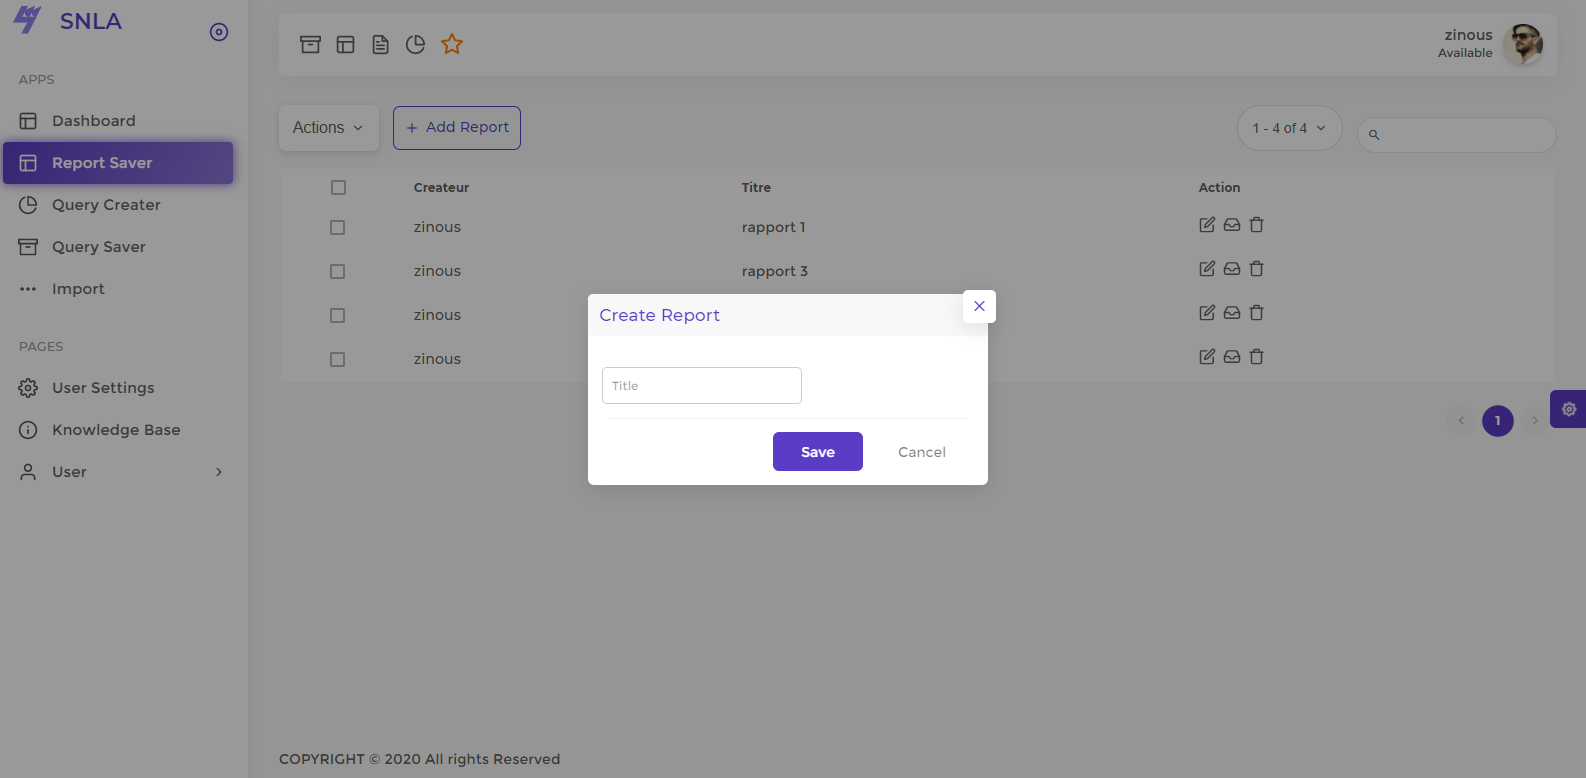 SNLA
APPS
Dashboard
Report Saver
Query Creater
Query Saver
Import
PAGES
User Settings
Knowledge Base
User
zinous
Available
Actions
+ Add Report
1 - 4 of 4
Createur Titre Action
zinous rapport 1
zinous rapport 3
zinous
zinous
Create Report
Title
Save Cancel
1
COPYRIGHT © 2020 All rights Reserved